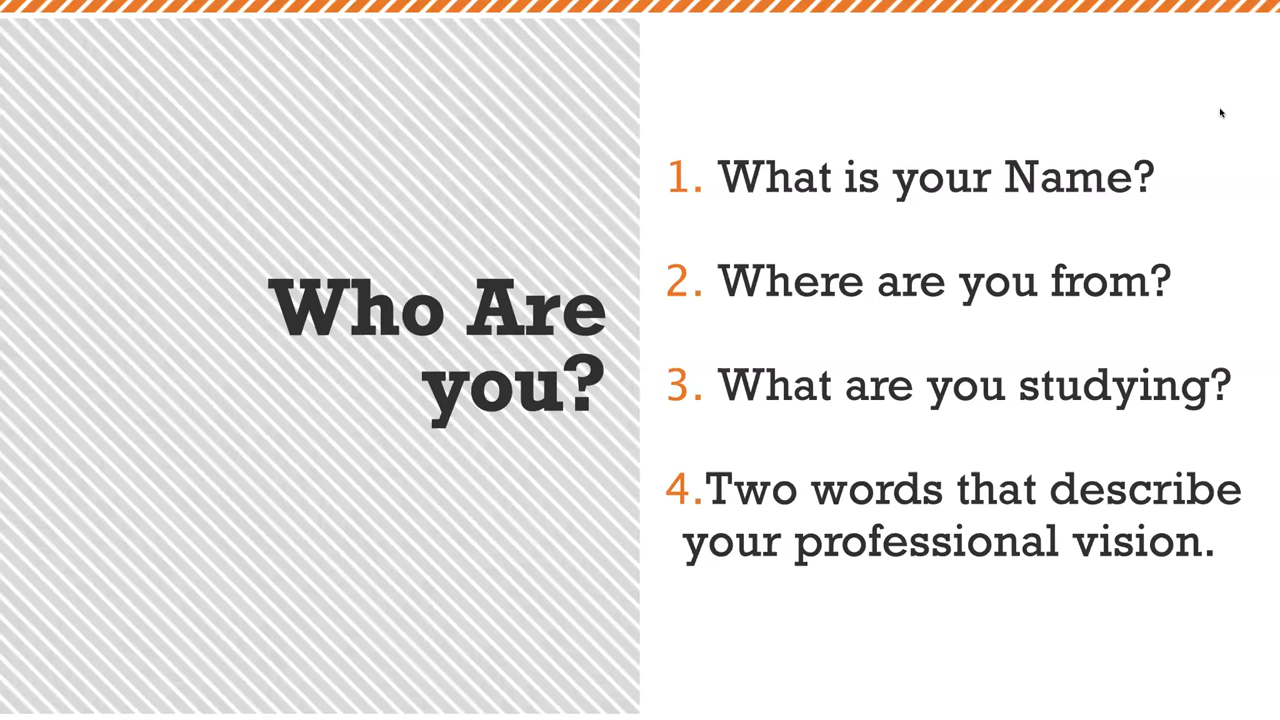 Who Are
you?
1. What is your Name?
2. Where are you from?
3. What are you studying?
4.Two words that describe
your professional vision.